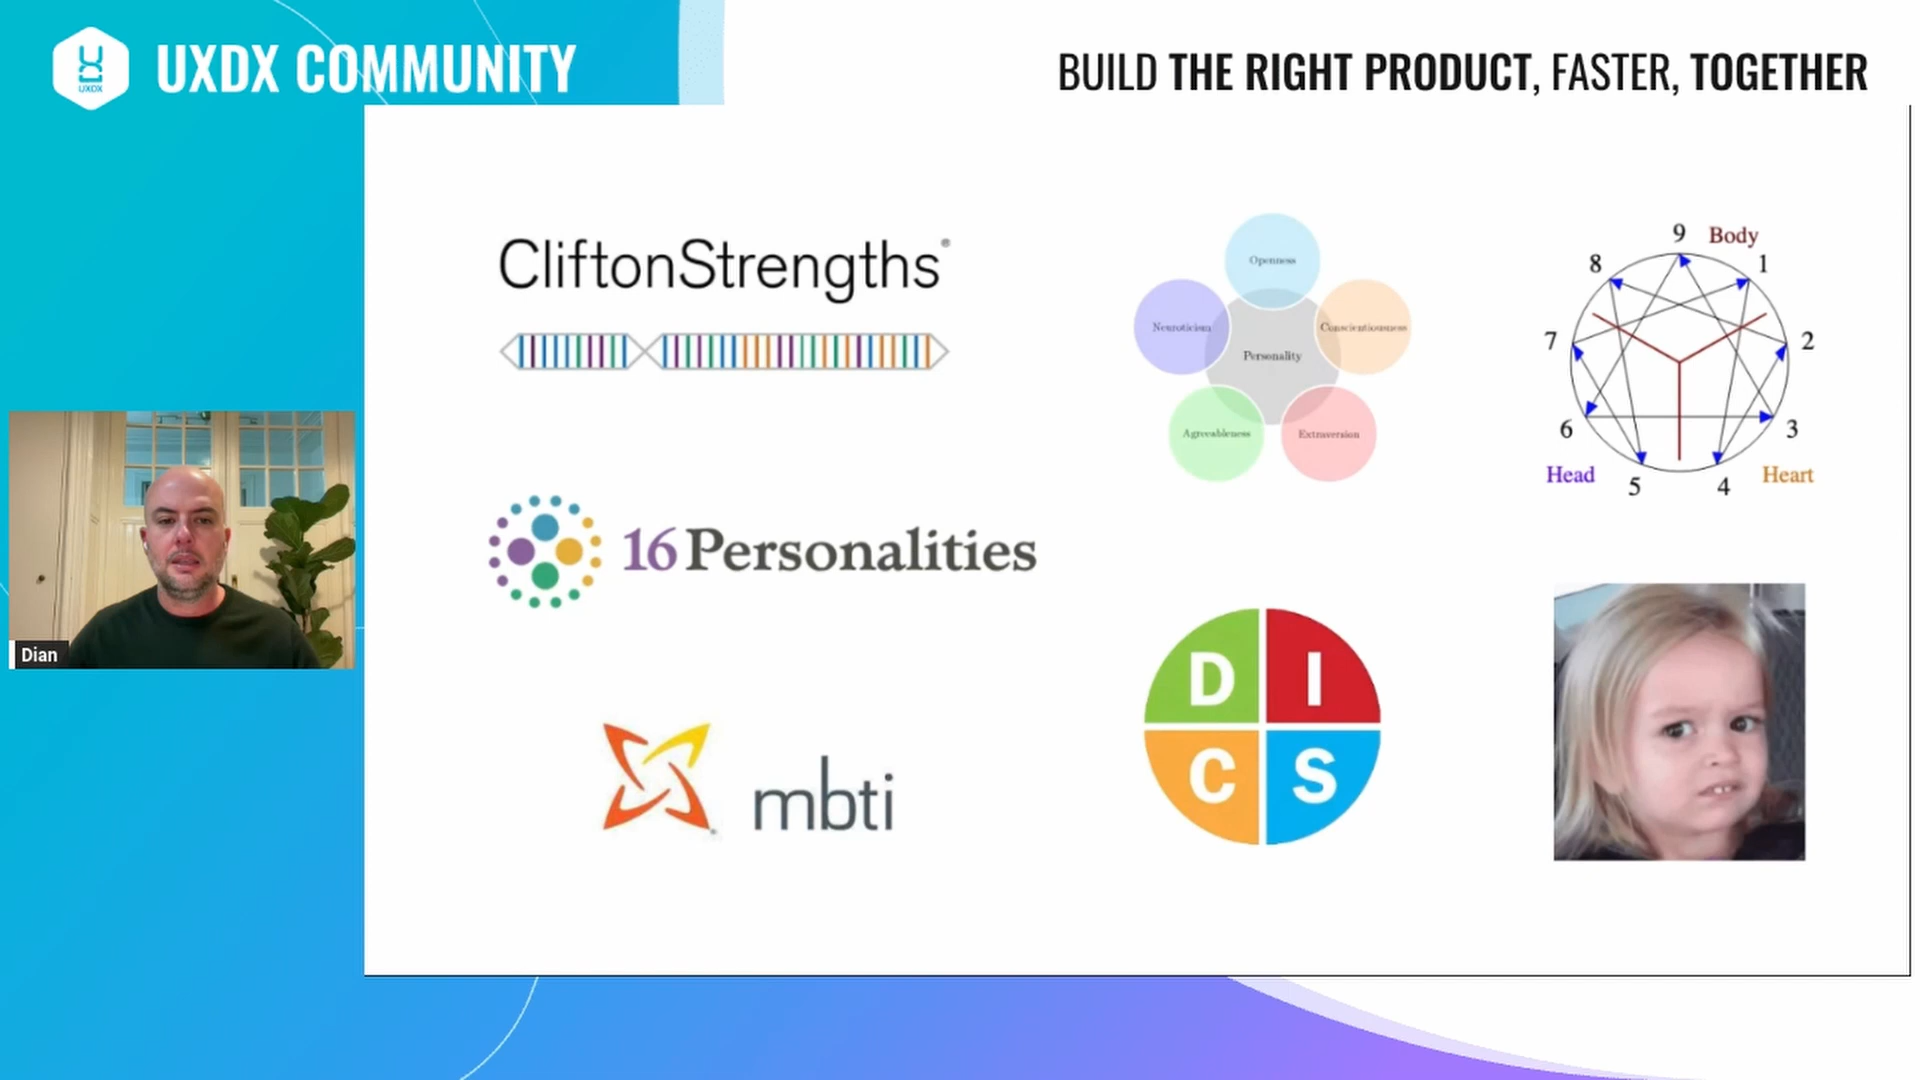 UXDX
UXDX COMMUNITY
BUILD THE RIGHT PRODUCT, FASTER, TOGETHER
CliftonStrengths®
Openness
Neuroticism
Conscientiousness
Personality
Agreeableness
Extraversion
9 Body
8
1
7
2
6
3
Head
5
4
Heart
16Personalities
mbti
D I
C S
Dian